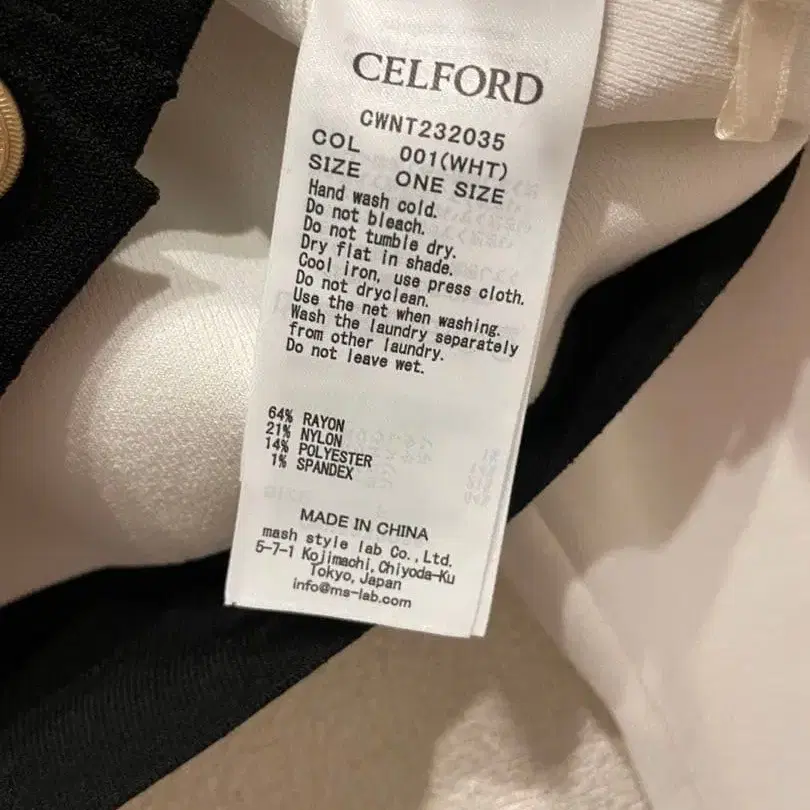 CELFORD
CWNT232035
COL 001(WHT)
SIZE ONE SIZE
Hand wash cold.
Do not bleach.
Do not tumble dry.
Dry flat in shade.
Cool iron, use press cloth.
Do not dryclean.
Use the net when washing.
Wash the laundry separately
from other laundry.
Do not leave wet.
64% RAYON
21% NYLON
14% POLYESTER
1% SPANDEX
MADE IN CHINA
mash style lab Co.,Ltd.
5-7-1 Kojimachi,Chiyoda-Ku
Tokyo,Japan
info@ms-lab.com